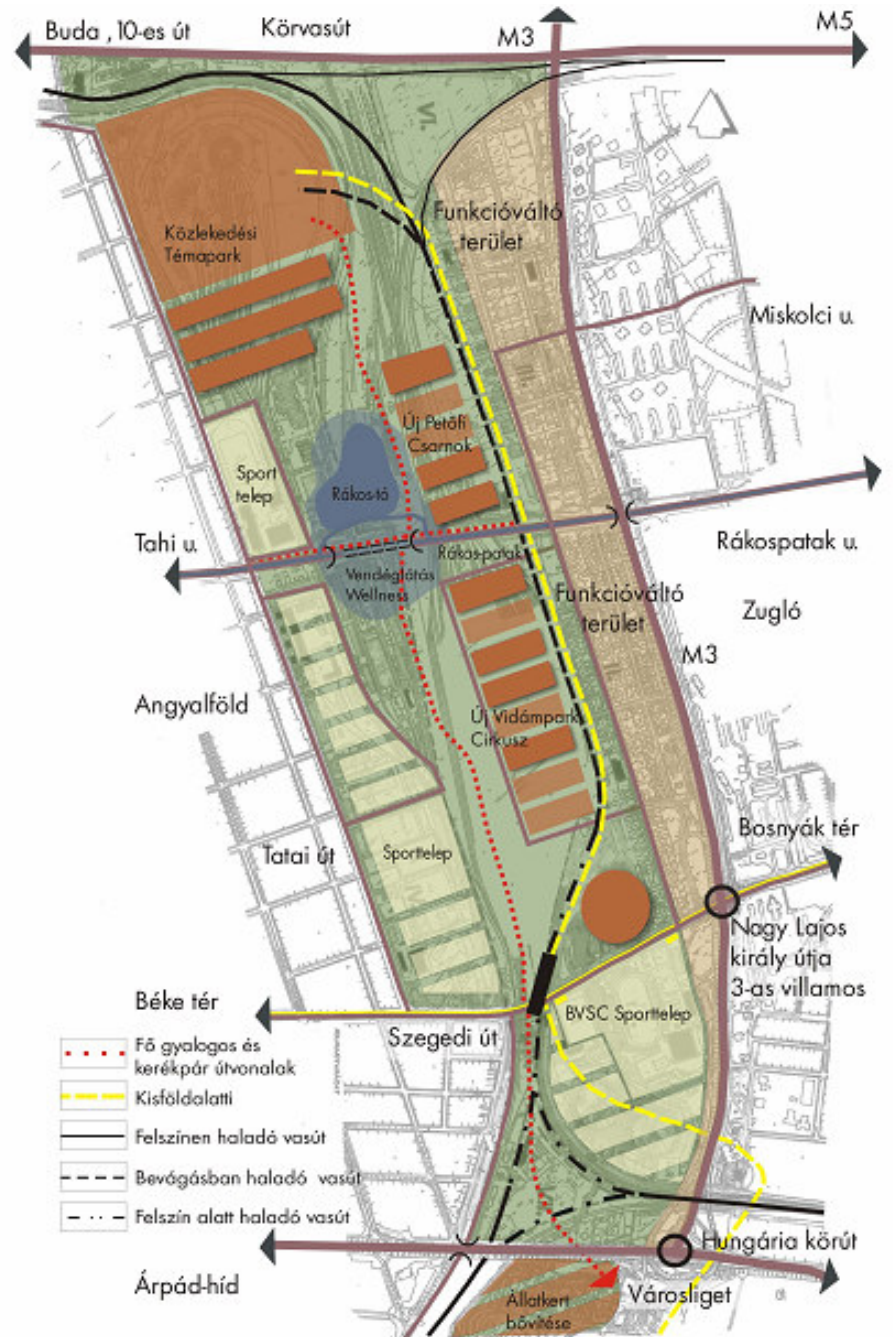 Buda ,10-es út
Körvasút
M3
M5
VI.
Közlekedési
Témapark
Funkcióváltó
terület
Miskolci u.
Új Petőfi
Csarnok
Sport
telep
Rákos-tó
Tahi u.
Rákos-patak
Rákospatak u.
Vendéglátás
Wellness
Funkcióváltó
terület
Zugló
M3
Angyalföld
Új Vidámpark
Cirkusz
Bosnyák tér
Tatai út
Sporttelep
Nagy Lajos
király útja
3-as villamos
Béke tér
Szegedi út
BVSC Sporttelep
Fő gyalogos és
kerékpár útvonalak
Kisföldalatti
Felszínen haladó vasút
Bevágásban haladó vasút
Felszín alatt haladó vasút
Hungária körút
Árpád-híd
Városliget
Állatkert
bővítése